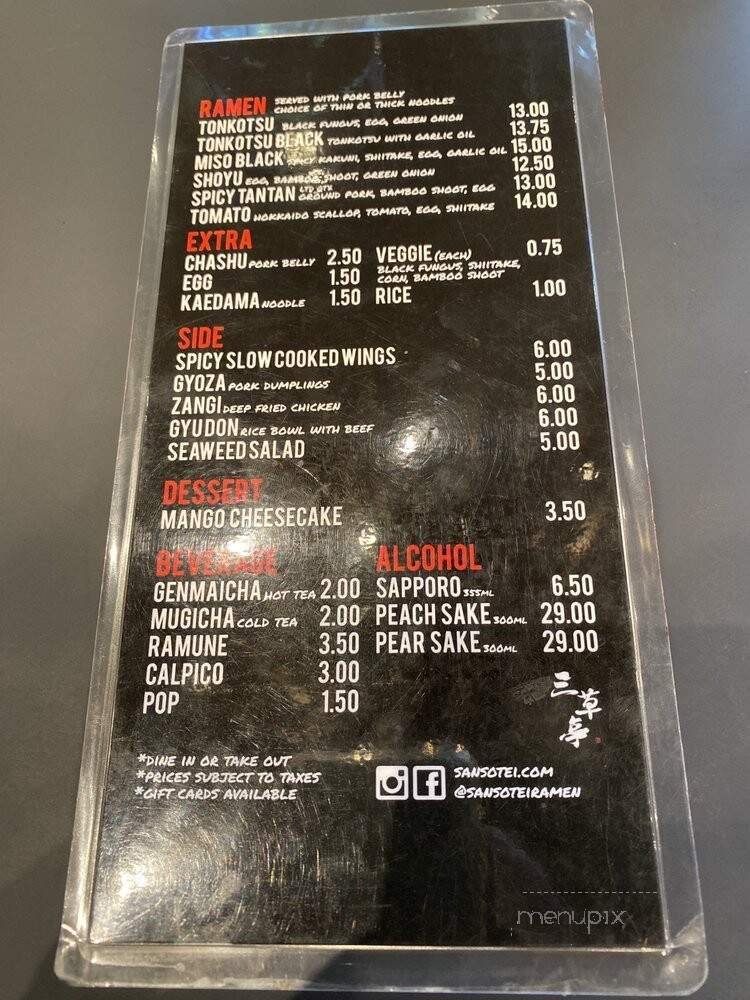 RAMEN SERVED WITH PORK BELLY
CHOICE OF THIN OR THICK NOODLES
TONKOTSU BLACK FUNGUS, EGG, GREEN ONION 13.00
TONKOTSU BLACK TONKOTSU WITH GARLIC OIL 13.75
MISO BLACK SPICY KAKUNI, SHIITAKE, EGG, GARLIC OIL 15.00
SHOYU EGG, BAMBOO SHOOT, GREEN ONION 12.50
SPICY TANTAN LTD QTY GROUND PORK, BAMBOO SHOOT, EGG 13.00
TOMATO HOKKAIDO SCALLOP, TOMATO, EGG, SHIITAKE 14.00
EXTRA
CHASHU PORK BELLY 2.50
EGG 1.50
KAEDAMA NOODLE 1.50
VEGGIE (EACH) 0.75
BLACK FUNGUS, SHIITAKE,
CORN, BAMBOO SHOOT
RICE 1.00
SIDE
SPICY SLOW COOKED WINGS 6.00
GYOZA PORK DUMPLINGS 5.00
ZANGI DEEP FRIED CHICKEN 6.00
GYUDON RICE BOWL WITH BEEF 6.00
SEAWEED SALAD 5.00
DESSERT
MANGO CHEESECAKE 3.50
BEVERAGE
GENMAICHA HOT TEA 2.00
MUGICHA COLD TEA 2.00
RAMUNE 3.50
CALPICO 3.00
POP 1.50
ALCOHOL
SAPPORO 355ML 6.50
PEACH SAKE 300ML 29.00
PEAR SAKE 300ML 29.00
三草亭
*DINE IN OR TAKE OUT
*PRICES SUBJECT TO TAXES
*GIFT CARDS AVAILABLE
SANSOTEI.COM
@SANSOTEIRAMEN
menupix